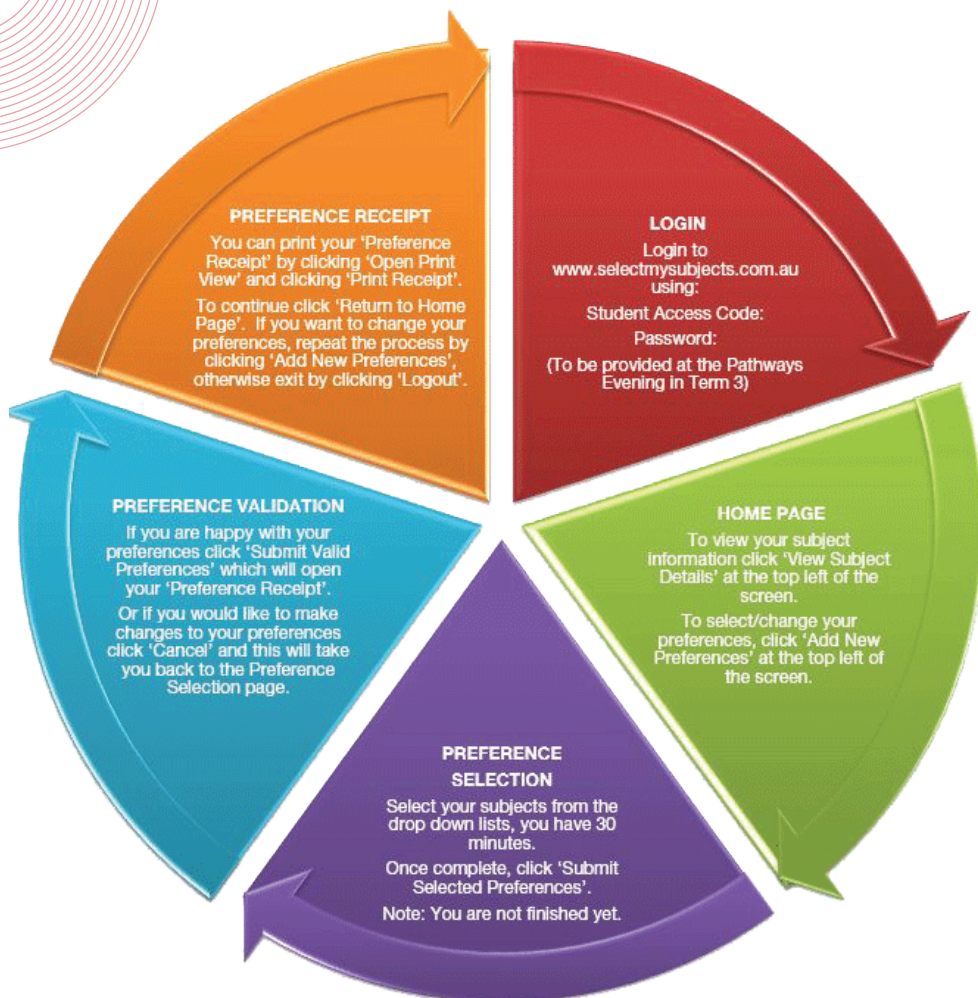 LOGIN
Login to
www.selectmysubjects.com.au
using:
Student Access Code:
Password:
(To be provided at the Pathways
Evening in Term 3)
HOME PAGE
To view your subject
information click 'View Subject
Details' at the top left of the
screen.
To select/change your
preferences, click 'Add New
Preferences' at the top left of
the screen.
PREFERENCE
SELECTION
Select your subjects from the
drop down lists, you have 30
minutes.
Once complete, click 'Submit
Selected Preferences'.
Note: You are not finished yet.
PREFERENCE VALIDATION
If you are happy with your
preferences click 'Submit Valid
Preferences' which will open
your 'Preference Receipt'.
Or if you would like to make
changes to your preferences
click 'Cancel' and this will take
you back to the Preference
Selection page.
PREFERENCE RECEIPT
You can print your 'Preference
Receipt' by clicking 'Open Print
View' and clicking 'Print Receipt'.
To continue click 'Return to Home
Page'. If you want to change your
preferences, repeat the process by
clicking 'Add New Preferences',
otherwise exit by clicking 'Logout'.